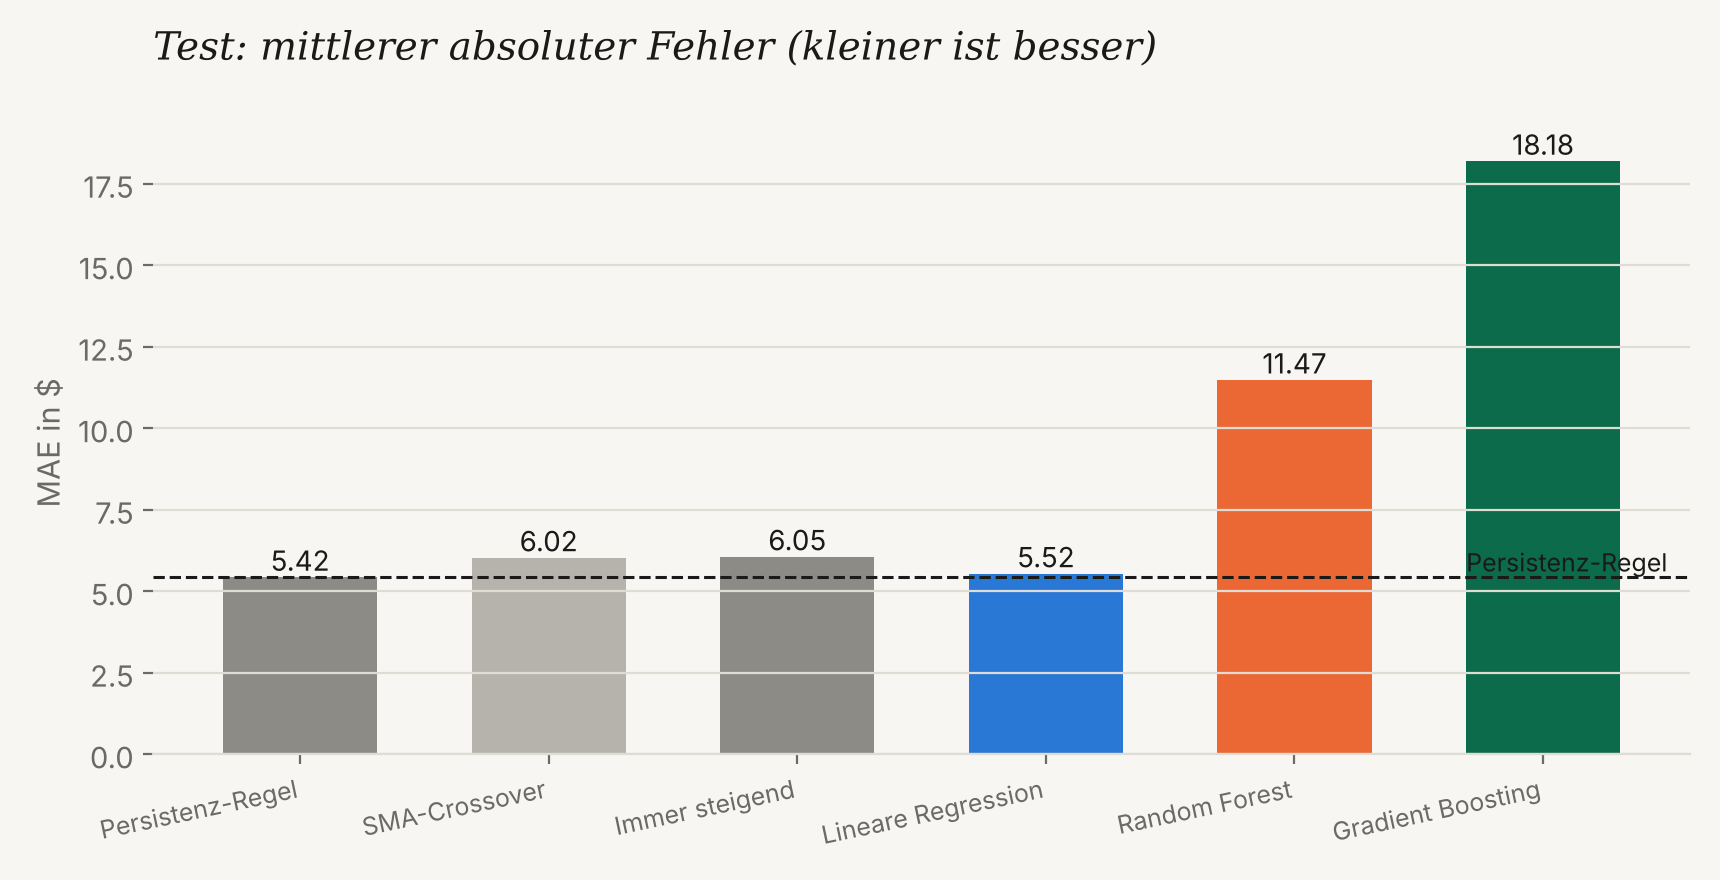 Test: mittlerer absoluter Fehler (kleiner ist besser)
MAE in $
17.5
15.0
12.5
10.0
7.5
5.0
2.5
0.0
5.42
6.02
6.05
5.52
11.47
18.18
Persistenz-Regel
Persistenz-Regel
SMA-Crossover
Immer steigend
Lineare Regression
Random Forest
Gradient Boosting